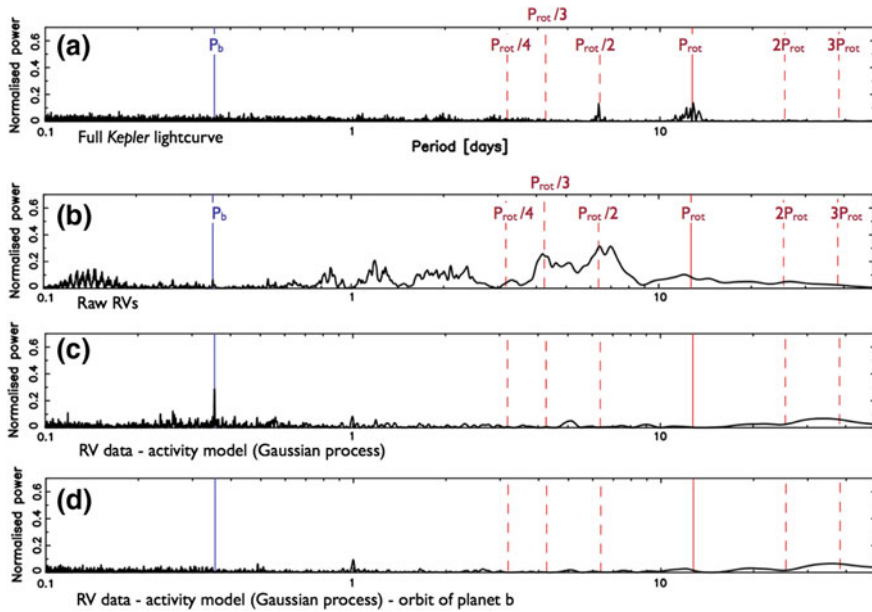 P_rot/3
(a)
P_b
P_rot/4
P_rot/2
P_rot
2P_rot
3P_rot
Normalised power
0 0.2 0.4 0.6
0.1 1 10
Full Kepler lightcurve
Period [days]
P_rot/3
(b)
P_b
P_rot/4
P_rot/2
P_rot
2P_rot
3P_rot
Normalised power
0 0.2 0.4 0.6
0.1 1 10
Raw RVs
(c)
Normalised power
0 0.2 0.4 0.6
0.1 1 10
RV data - activity model (Gaussian process)
(d)
Normalised power
0 0.2 0.4 0.6
0.1 1 10
RV data - activity model (Gaussian process) - orbit of planet b